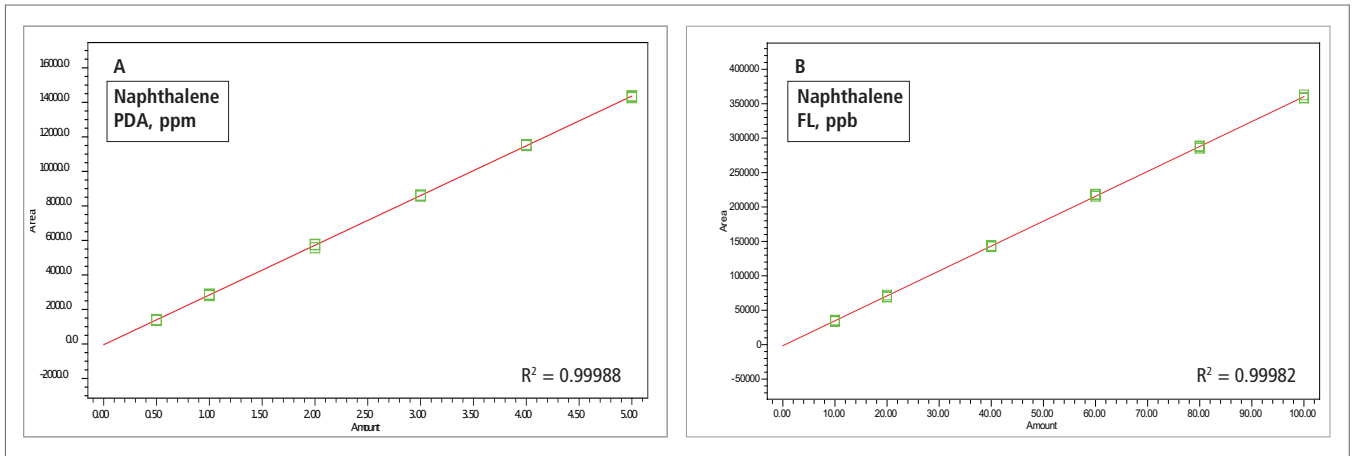 A
Naphthalene
PDA, ppm
16000.0
14000.0
12000.0
10000.0
8000.0
6000.0
4000.0
2000.0
0.0
-2000.0
Area
R² = 0.99988
0.00 0.50 1.00 1.50 2.00 2.50 3.00 3.50 4.00 4.50 5.00
Amount
B
Naphthalene
FL, ppb
400000
350000
300000
250000
200000
150000
100000
50000
0
-50000
Area
R² = 0.99982
0.00 10.00 20.00 30.00 40.00 50.00 60.00 70.00 80.00 90.00 100.00
Amount